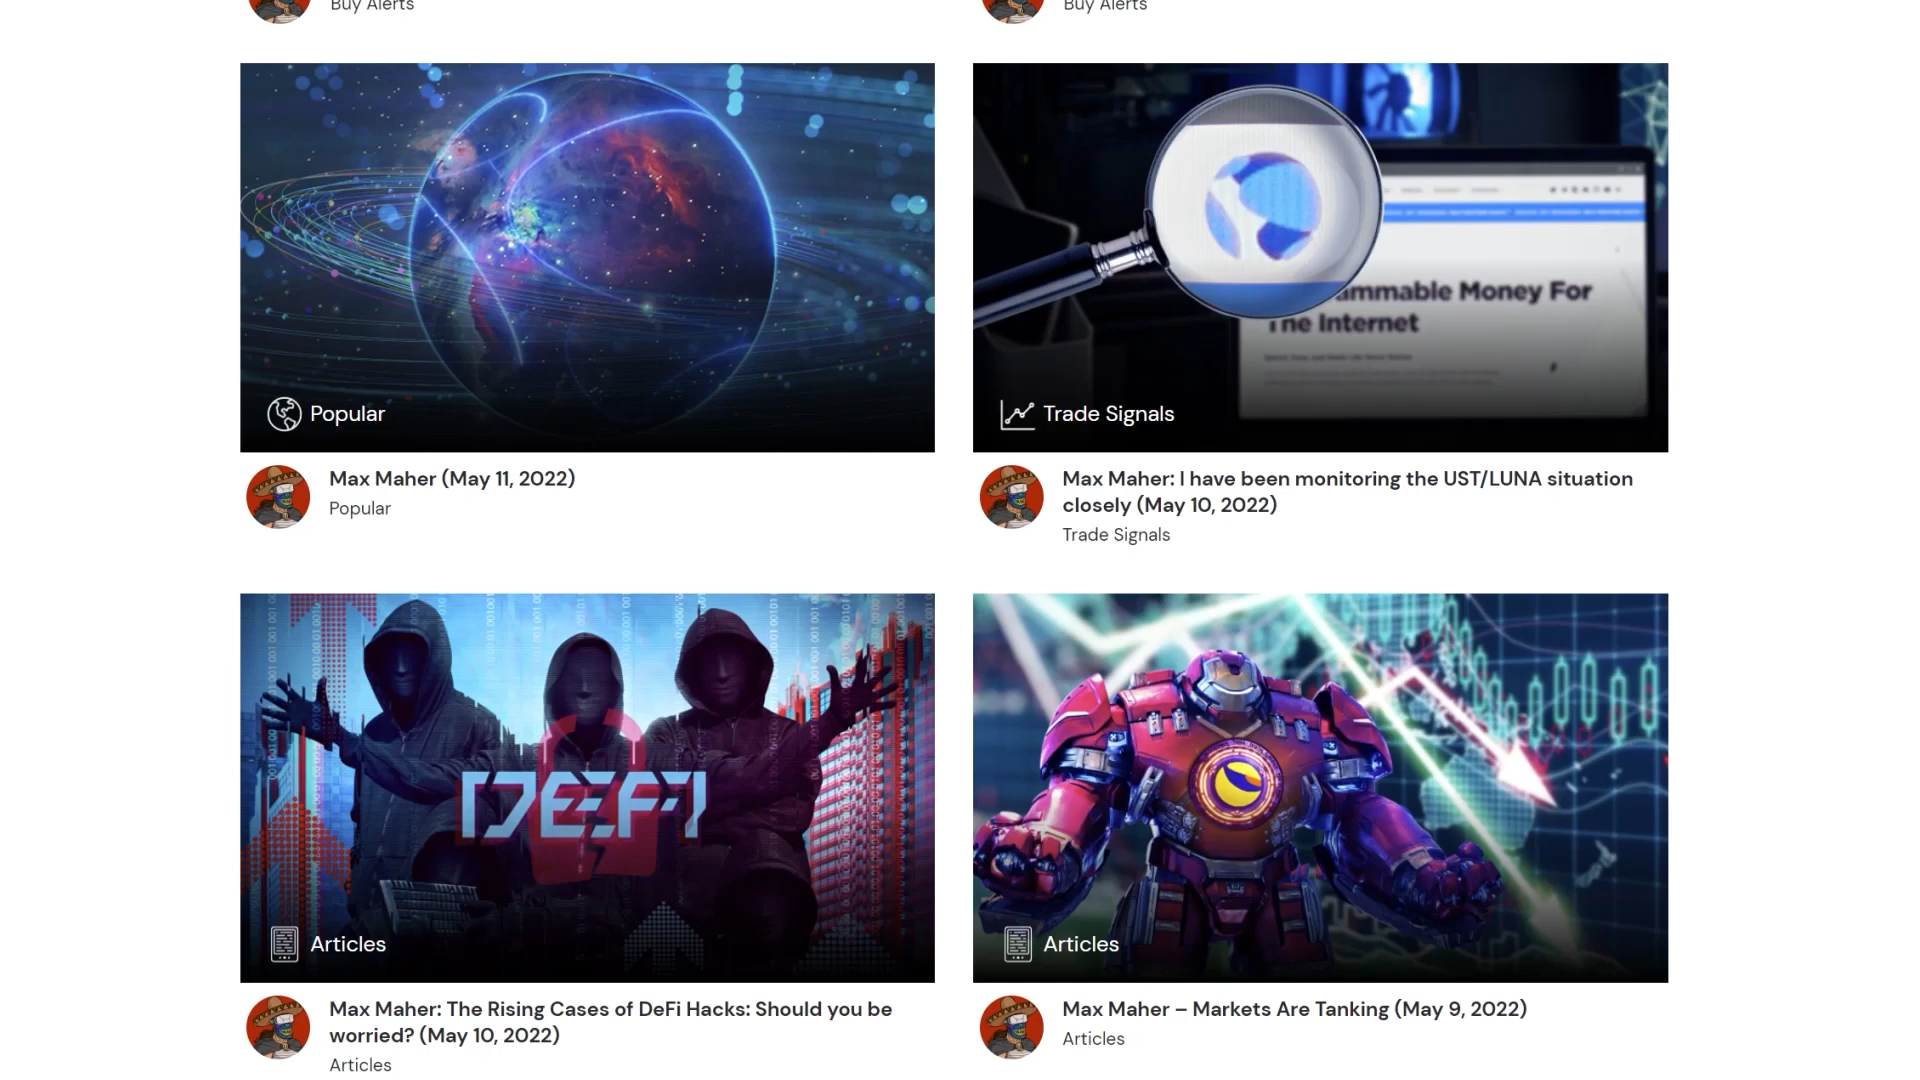 Buy Alerts
Buy Alerts
Popular
Max Maher (May 11, 2022)
Popular
ammable Money For
The Internet
Trade Signals
Max Maher: I have been monitoring the UST/LUNA situation
closely (May 10, 2022)
Trade Signals
DEFI
Articles
Max Maher: The Rising Cases of DeFi Hacks: Should you be
worried? (May 10, 2022)
Articles
Articles
Max Maher – Markets Are Tanking (May 9, 2022)
Articles